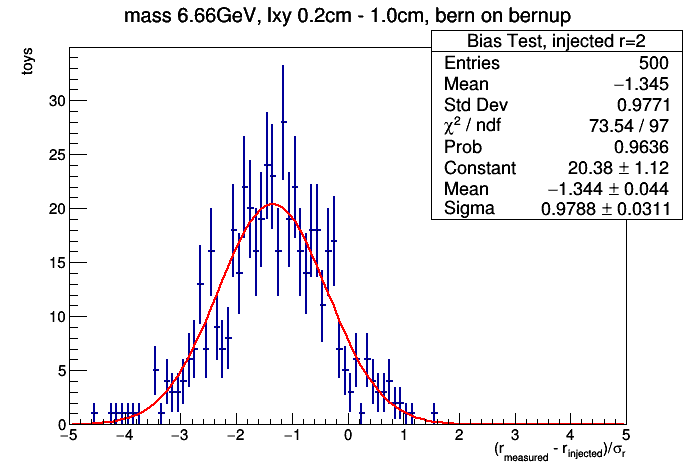 mass 6.66GeV, lxy 0.2cm - 1.0cm, bern on bernup
Bias Test, injected r=2
Entries 500
Mean −1.345
Std Dev 0.9771
χ² / ndf 73.54 / 97
Prob 0.9636
Constant 20.38 ± 1.12
Mean −1.344 ± 0.044
Sigma 0.9788 ± 0.0311
toys
30
25
20
15
10
5
0
−5 −4 −3 −2 −1 0 1 2 3 4 5
(r_measured - r_injected)/σ_r